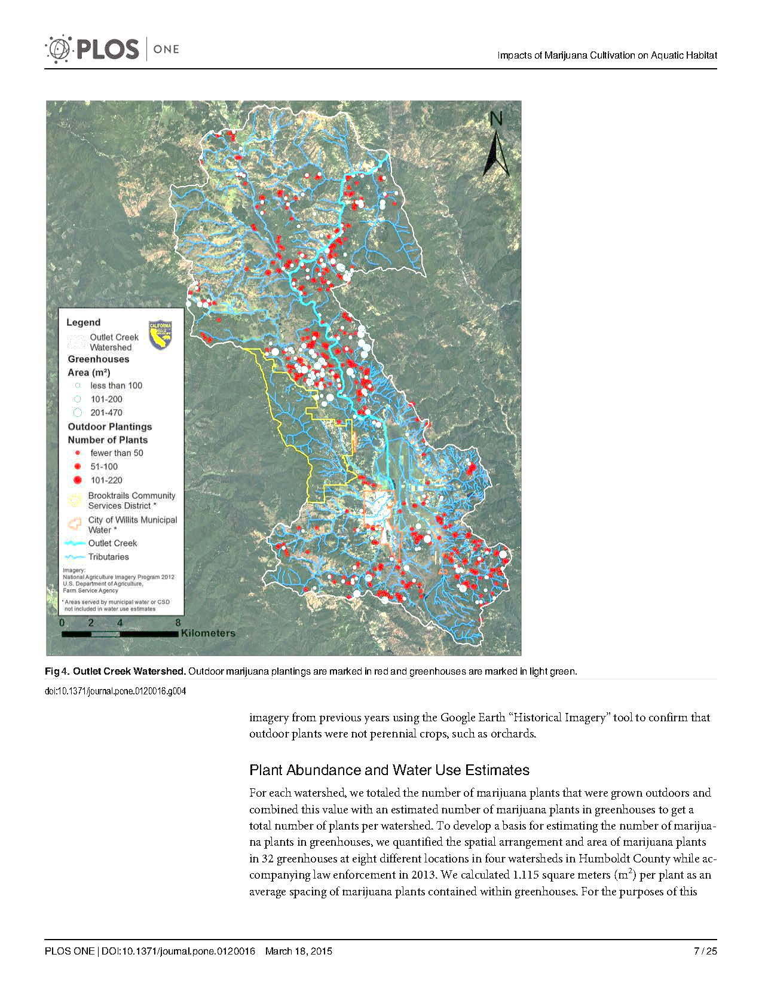 PLOS ONE
Impacts of Marijuana Cultivation on Aquatic Habitat
N
Legend
CALIFORNIA
Outlet Creek
Watershed
Greenhouses
Area (m²)
less than 100
101-200
201-470
Outdoor Plantings
Number of Plants
fewer than 50
51-100
101-220
Brooktrails Community
Services District *
City of Willits Municipal
Water *
Outlet Creek
Tributaries
Imagery:
National Agriculture Imagery Program 2012
U.S. Department of Agriculture,
Farm Service Agency
* Areas served by municipal water or CSD
not included in water use estimates
0 2 4 8
Kilometers
Fig 4. Outlet Creek Watershed. Outdoor marijuana plantings are marked in red and greenhouses are marked in light green.
doi:10.1371/journal.pone.0120016.g004
imagery from previous years using the Google Earth “Historical Imagery” tool to confirm that
outdoor plants were not perennial crops, such as orchards.
Plant Abundance and Water Use Estimates
For each watershed, we totaled the number of marijuana plants that were grown outdoors and
combined this value with an estimated number of marijuana plants in greenhouses to get a
total number of plants per watershed. To develop a basis for estimating the number of mariju-
na plants in greenhouses, we quantified the spatial arrangement and area of marijuana plants
in 32 greenhouses at eight different locations in four watersheds in Humboldt County while ac-
companying law enforcement in 2013. We calculated 1.115 square meters (m²) per plant as an
average spacing of marijuana plants contained within greenhouses. For the purposes of this
PLOS ONE | DOI:10.1371/journal.pone.0120016 March 18, 2015
7 / 25